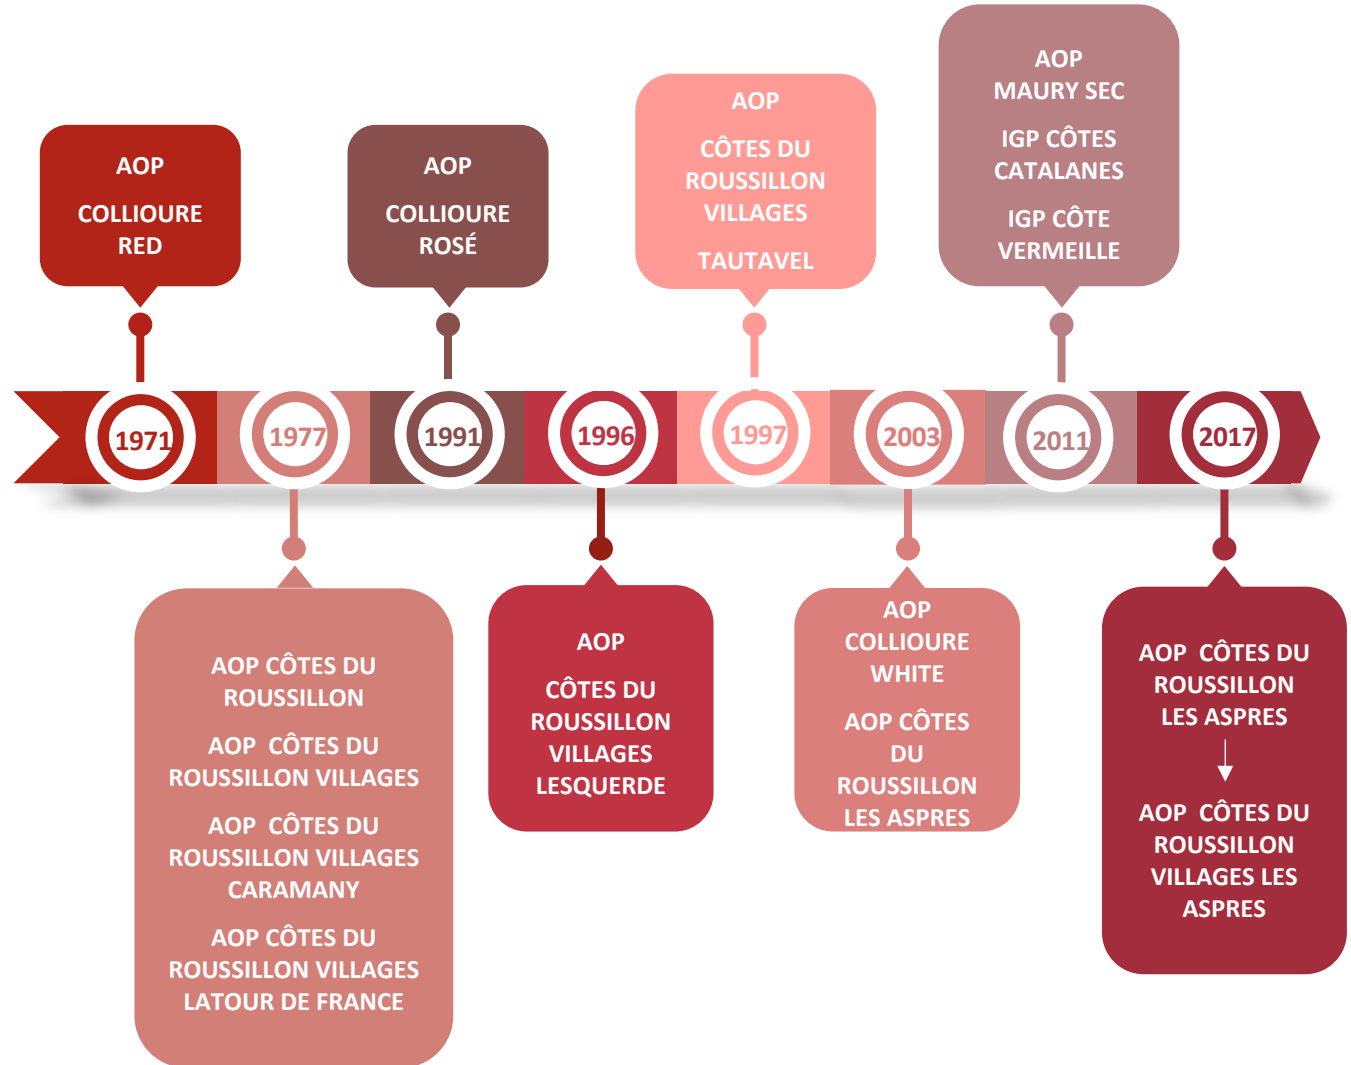 AOP
COLLIOURE
RED
AOP
COLLIOURE
ROSÉ
AOP
CÔTES DU
ROUSSILLON
VILLAGES
TAUTAVEL
AOP
MAURY SEC
IGP CÔTES
CATALANES
IGP CÔTE
VERMEILLE
1971
1977
1991
1996
1997
2003
2011
2017
AOP CÔTES DU
ROUSSILLON
AOP CÔTES DU
ROUSSILLON VILLAGES
AOP CÔTES DU
ROUSSILLON VILLAGES
CARAMANY
AOP CÔTES DU
ROUSSILLON VILLAGES
LATOUR DE FRANCE
AOP
CÔTES DU
ROUSSILLON
VILLAGES
LESQUERDE
AOP
COLLIOURE
WHITE
AOP CÔTES
DU
ROUSSILLON
LES ASPRES
AOP CÔTES DU
ROUSSILLON
LES ASPRES
AOP CÔTES DU
ROUSSILLON
VILLAGES LES
ASPRES